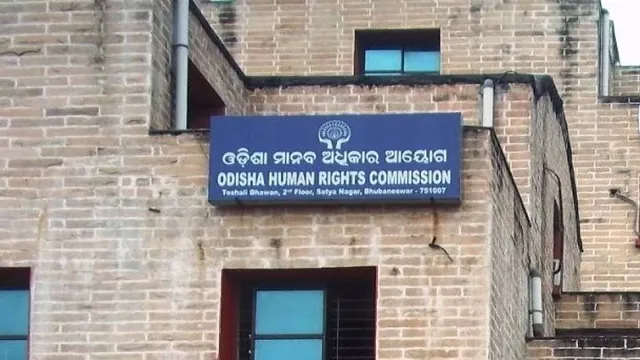 ଓଡ଼ିଶା ମାନବ ଅଧିକାର ଆୟୋଗ
ODISHA HUMAN RIGHTS COMMISSION
Toshali Bhawan, 2nd Floor, Satya Nagar, Bhubaneswar - 751007